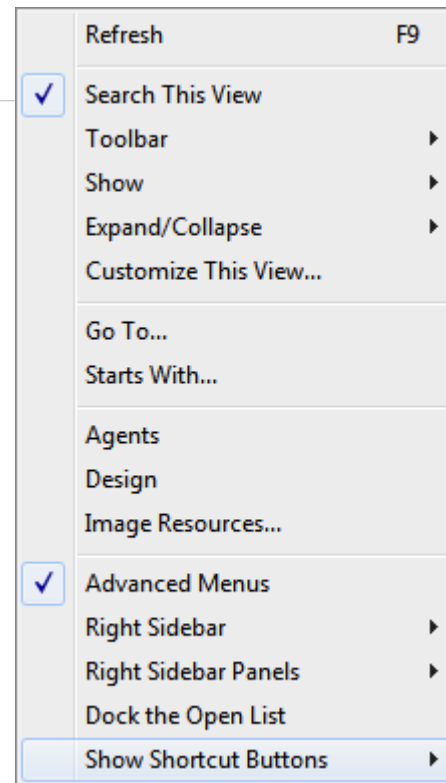 Refresh F9
Search This View
Toolbar
Show
Expand/Collapse
Customize This View...
Go To...
Starts With...
Agents
Design
Image Resources...
Advanced Menus
Right Sidebar
Right Sidebar Panels
Dock the Open List
Show Shortcut Buttons